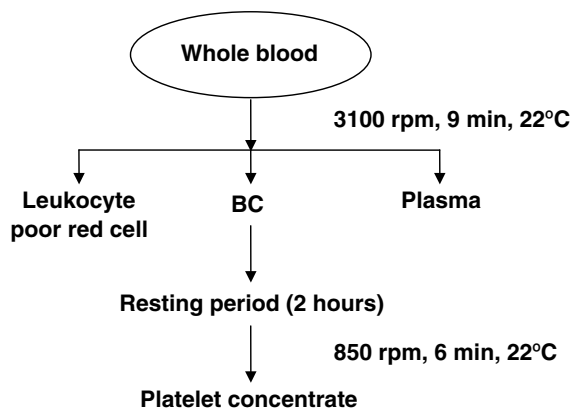 Whole blood
3100 rpm, 9 min, 22°C
Leukocyte
poor red cell
BC
Plasma
Resting period (2 hours)
850 rpm, 6 min, 22°C
Platelet concentrate